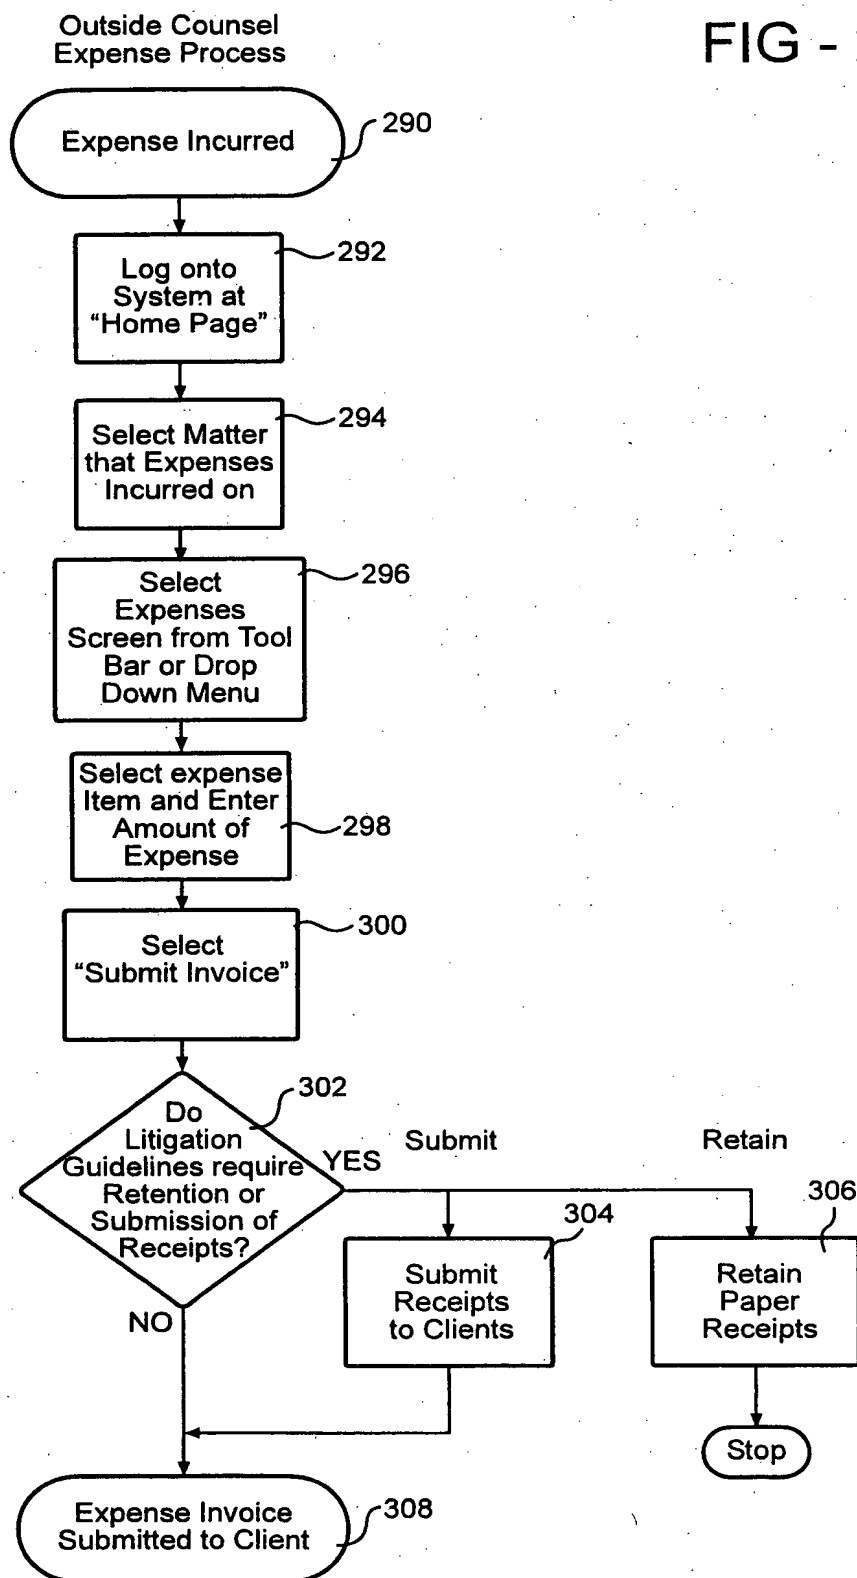 Outside Counsel
Expense Process
FIG -
Expense Incurred
290
Log onto
System at
“Home Page”
292
Select Matter
that Expenses
Incurred on
294
Select
Expenses
Screen from Tool
Bar or Drop
Down Menu
296
Select expense
Item and Enter
Amount of
Expense
298
Select
“Submit Invoice”
300
Do
Litigation
Guidelines require
Retention or
Submission of
Receipts?
302
YES
Submit
Retain
NO
Submit
Receipts
to Clients
304
Retain
Paper
Receipts
306
Stop
Expense Invoice
Submitted to Client
308